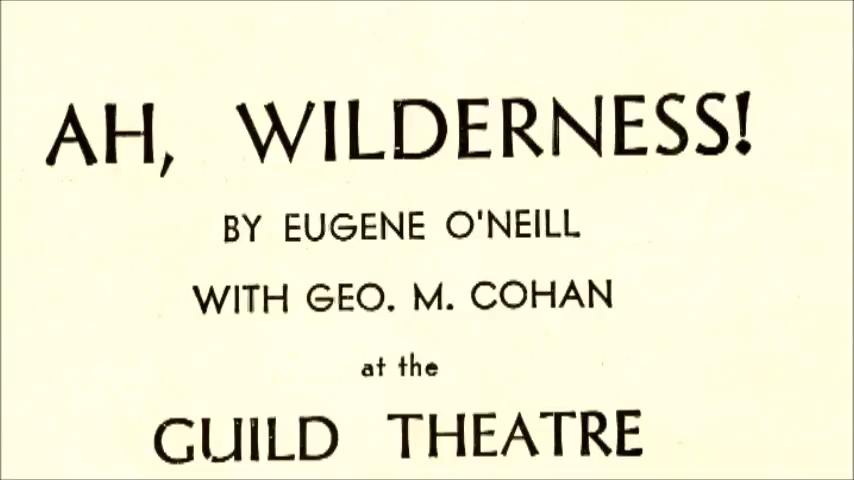 AH, WILDERNESS!
BY EUGENE O'NEILL
WITH GEO. M. COHAN
at the
GUILD THEATRE